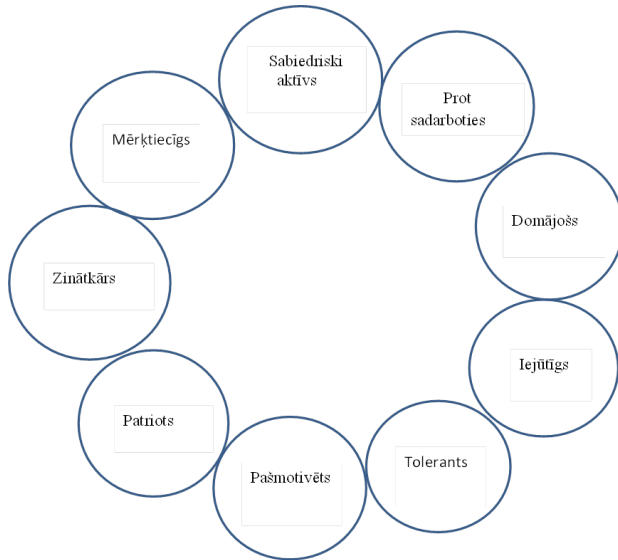 Sabiedriski
aktīvs
Prot
sadarboties
Domājošs
Iejūtīgs
Tolerants
Pašmotivēts
Patriots
Zinātkārs
Mērķtiecīgs